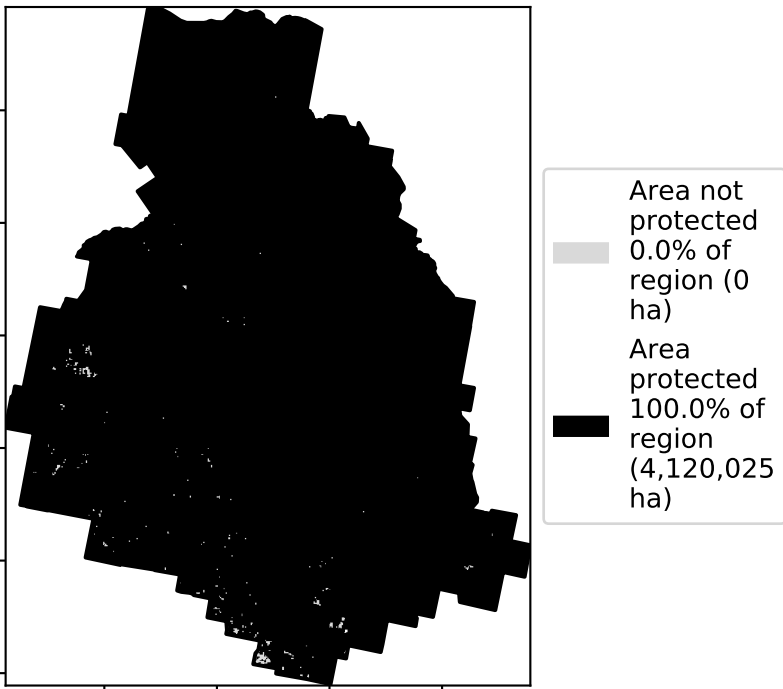 Area not
protected
0.0% of
region (0
ha)
Area
protected
100.0% of
region
(4,120,025
ha)